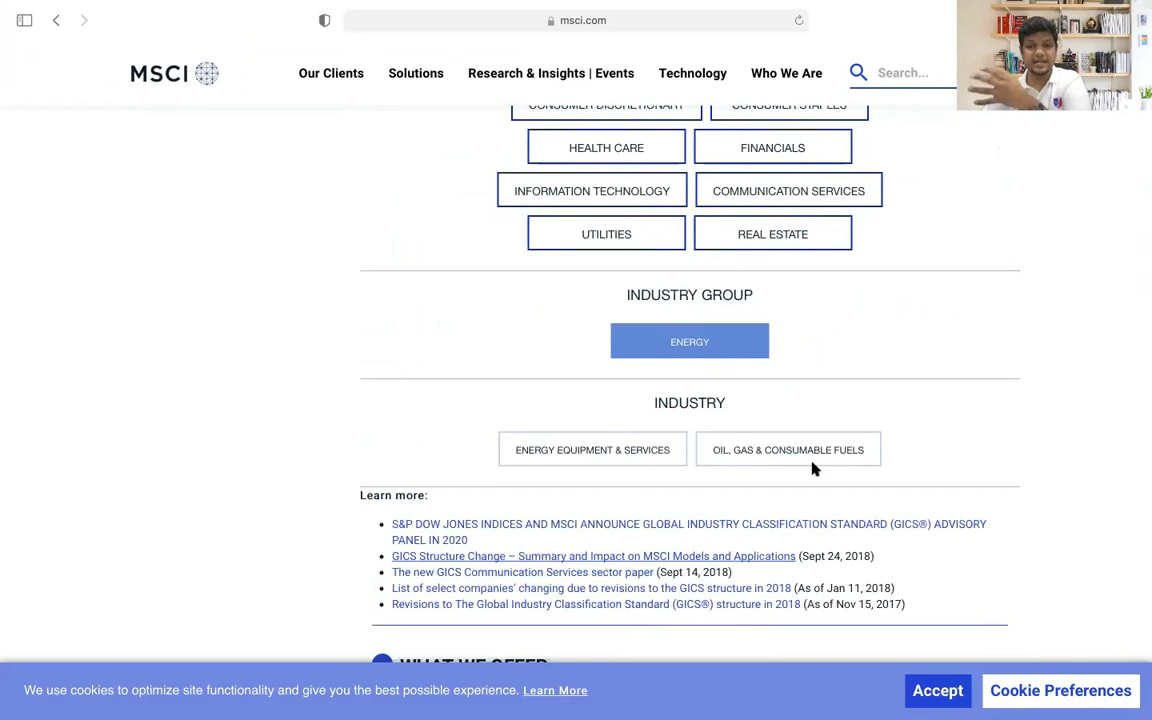 msci.com
MSCI
Our Clients
Solutions
Research & Insights | Events
Technology
Who We Are
Search...
CONSUMER DISCRETIONARY
CONSUMER STAPLES
HEALTH CARE
FINANCIALS
INFORMATION TECHNOLOGY
COMMUNICATION SERVICES
UTILITIES
REAL ESTATE
INDUSTRY GROUP
ENERGY
INDUSTRY
ENERGY EQUIPMENT & SERVICES
OIL, GAS & CONSUMABLE FUELS
Learn more:
S&P DOW JONES INDICES AND MSCI ANNOUNCE GLOBAL INDUSTRY CLASSIFICATION STANDARD (GICS®) ADVISORY
PANEL IN 2020
GICS Structure Change – Summary and Impact on MSCI Models and Applications (Sept 24, 2018)
The new GICS Communication Services sector paper (Sept 14, 2018)
List of select companies' changing due to revisions to the GICS structure in 2018 (As of Jan 11, 2018)
Revisions to The Global Industry Classification Standard (GICS®) structure in 2018 (As of Nov 15, 2017)
WHAT WE OFFER
We use cookies to optimize site functionality and give you the best possible experience. Learn More
Accept
Cookie Preferences